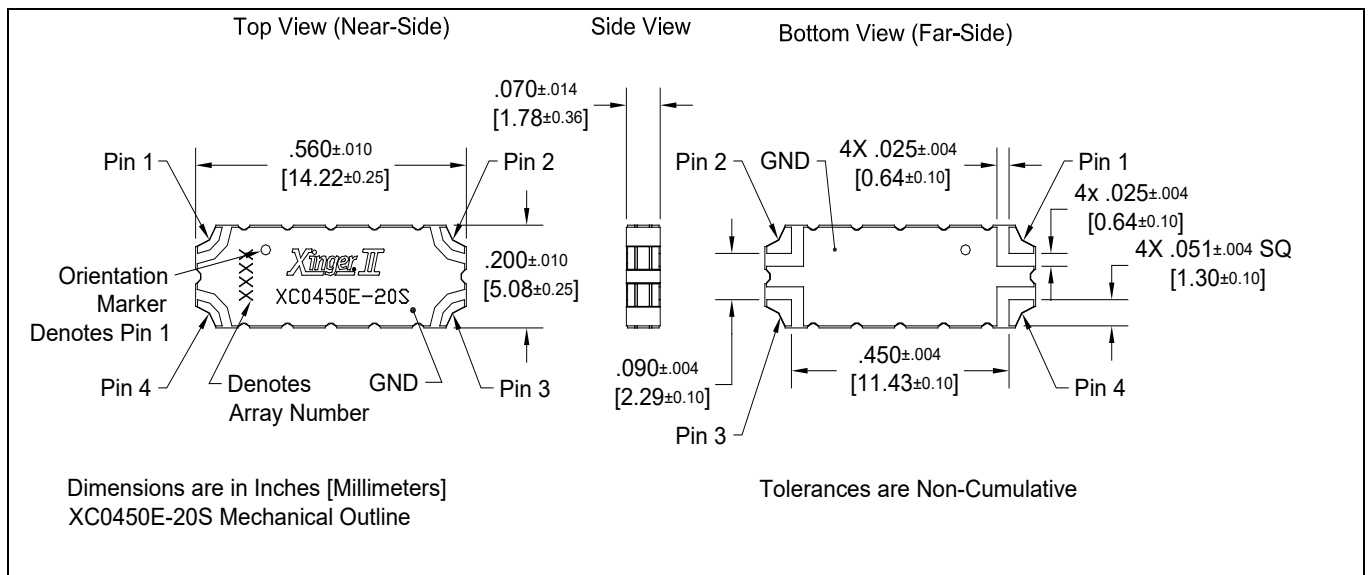 Top View (Near-Side)
Side View
Bottom View (Far-Side)
.070±.014
[1.78±0.36]
Pin 1
.560±.010
[14.22±0.25]
Pin 2
.200±.010
[5.08±0.25]
Orientation
Marker
Denotes Pin 1
XXXX
Xinger II
XC0450E-20S
Pin 4
Denotes
Array Number
GND
Pin 3
Pin 2
GND
4X .025±.004
[0.64±0.10]
Pin 1
4x .025±.004
[0.64±0.10]
4X .051±.004 SQ
[1.30±0.10]
.090±.004
[2.29±0.10]
.450±.004
[11.43±0.10]
Pin 4
Pin 3
Dimensions are in Inches [Millimeters]
XC0450E-20S Mechanical Outline
Tolerances are Non-Cumulative